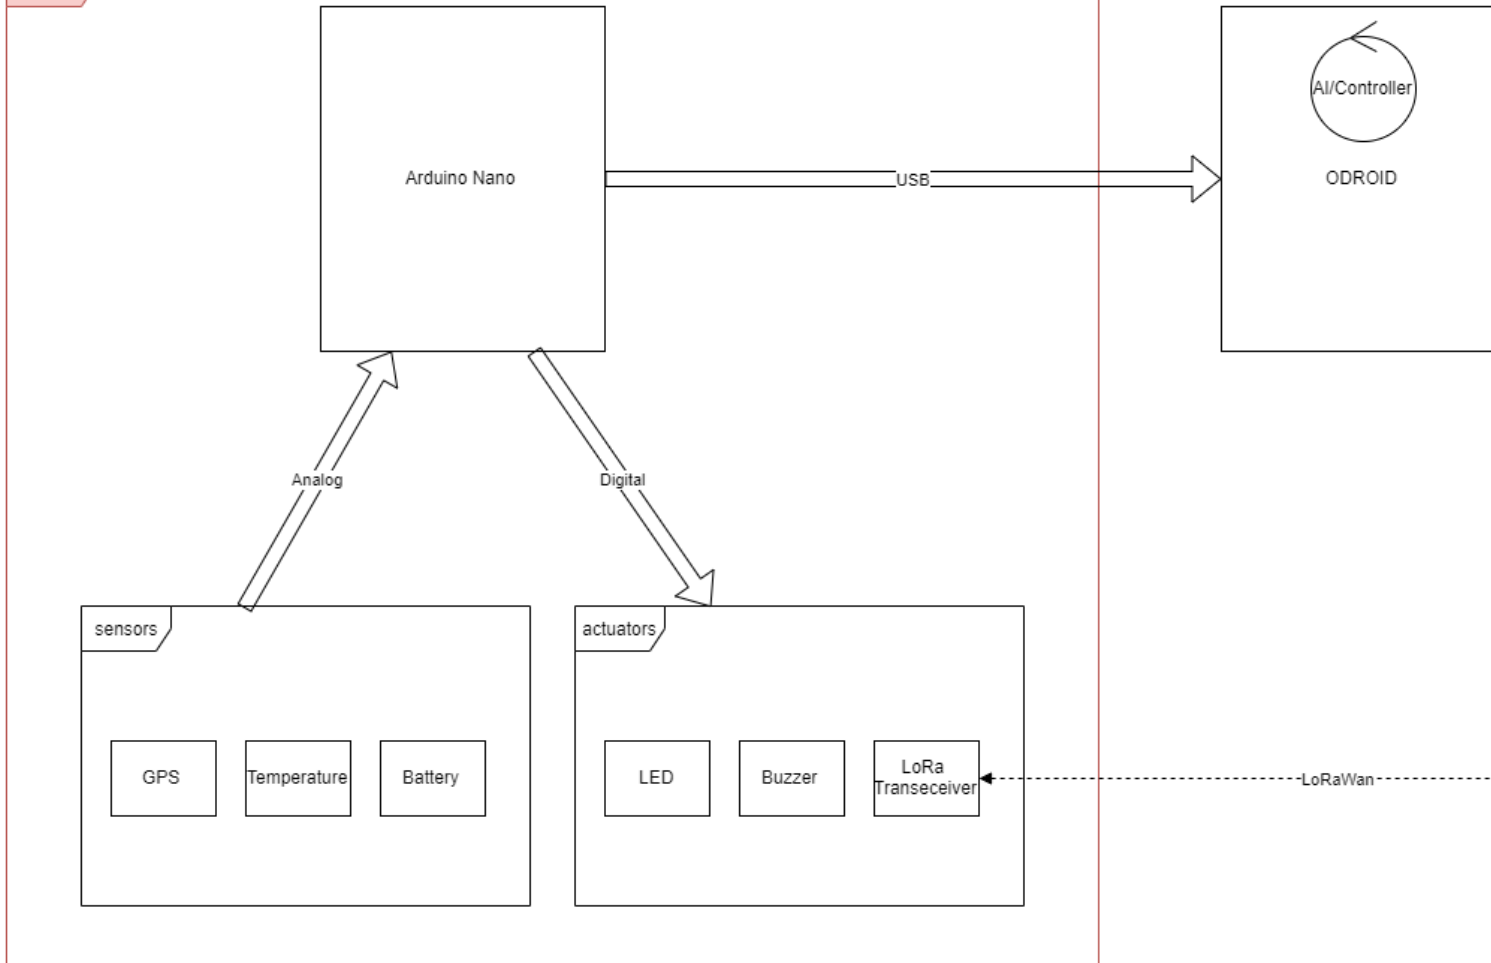 AI/Controller
Arduino Nano
USB
ODROID
Analog
Digital
sensors
actuators
GPS
Temperature
Battery
LED
Buzzer
LoRa
Transeceiver
LoRaWan